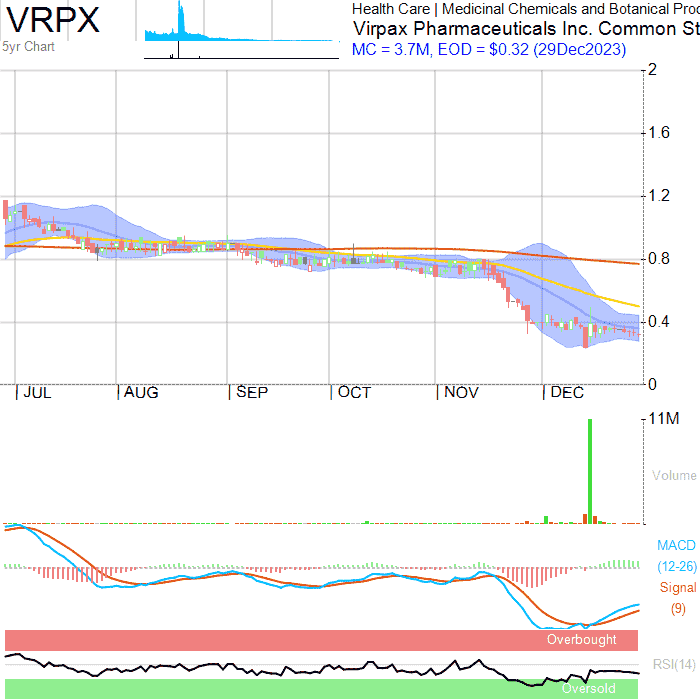 VRPX
5yr Chart
Health Care | Medicinal Chemicals and Botanical Proc
Virpax Pharmaceuticals Inc. Common St
MC = 3.7M, EOD = $0.32 (29Dec2023)
2
1.6
1.2
0.8
0.4
0
JUL AUG SEP OCT NOV DEC
11M
Volume
MACD
(12-26)
Signal
(9)
Overbought
RSI(14)
Oversold